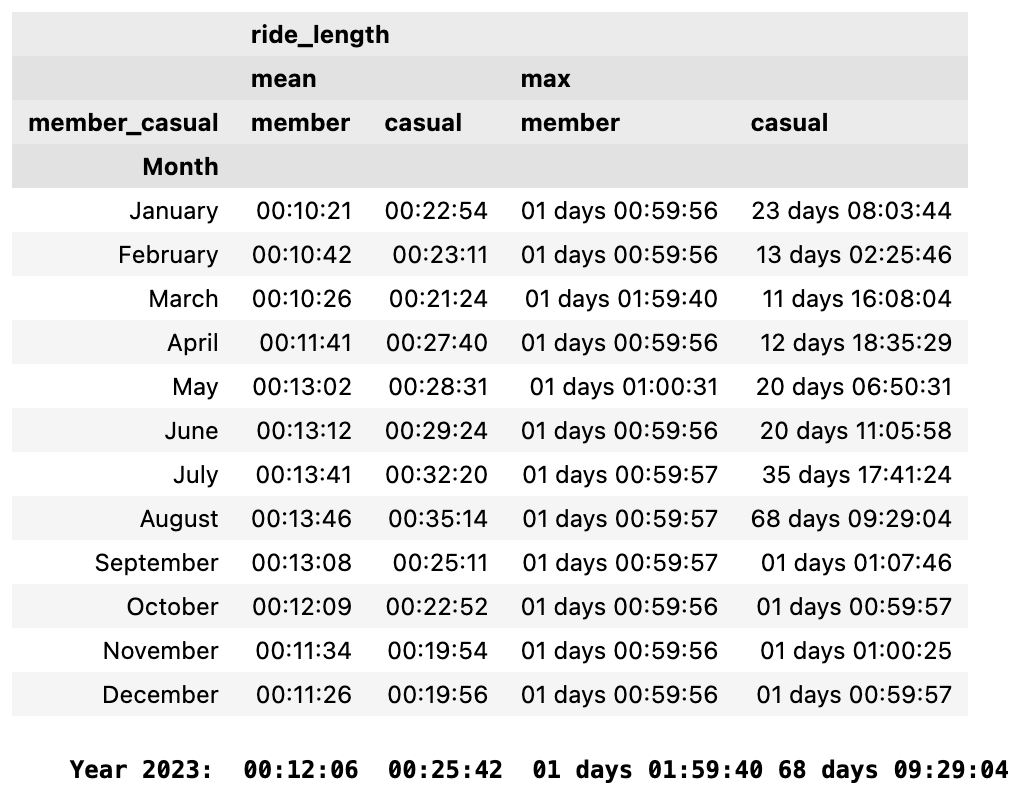 ride_length
mean max
member_casual member casual member casual
Month
January 00:10:21 00:22:54 01 days 00:59:56 23 days 08:03:44
February 00:10:42 00:23:11 01 days 00:59:56 13 days 02:25:46
March 00:10:26 00:21:24 01 days 01:59:40 11 days 16:08:04
April 00:11:41 00:27:40 01 days 00:59:56 12 days 18:35:29
May 00:13:02 00:28:31 01 days 01:00:31 20 days 06:50:31
June 00:13:12 00:29:24 01 days 00:59:56 20 days 11:05:58
July 00:13:41 00:32:20 01 days 00:59:57 35 days 17:41:24
August 00:13:46 00:35:14 01 days 00:59:57 68 days 09:29:04
September 00:13:08 00:25:11 01 days 00:59:57 01 days 01:07:46
October 00:12:09 00:22:52 01 days 00:59:56 01 days 00:59:57
November 00:11:34 00:19:54 01 days 00:59:56 01 days 01:00:25
December 00:11:26 00:19:56 01 days 00:59:56 01 days 00:59:57
Year 2023: 00:12:06 00:25:42 01 days 01:59:40 68 days 09:29:04